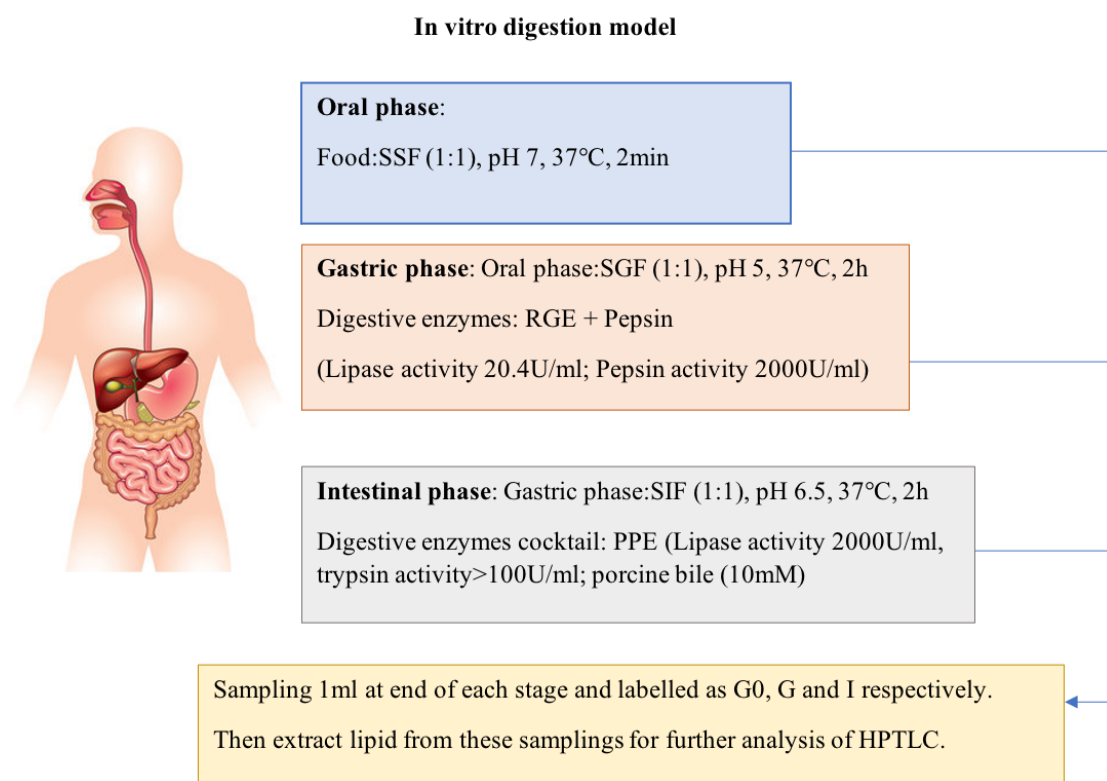 In vitro digestion model
Oral phase:
Food:SSF (1:1), pH 7, 37℃, 2min
Gastric phase: Oral phase:SGF (1:1), pH 5, 37℃, 2h
Digestive enzymes: RGE + Pepsin
(Lipase activity 20.4U/ml; Pepsin activity 2000U/ml)
Intestinal phase: Gastric phase:SIF (1:1), pH 6.5, 37℃, 2h
Digestive enzymes cocktail: PPE (Lipase activity 2000U/ml,
trypsin activity>100U/ml; porcine bile (10mM)
Sampling 1ml at end of each stage and labelled as G0, G and I respectively.
Then extract lipid from these samplings for further analysis of HPTLC.